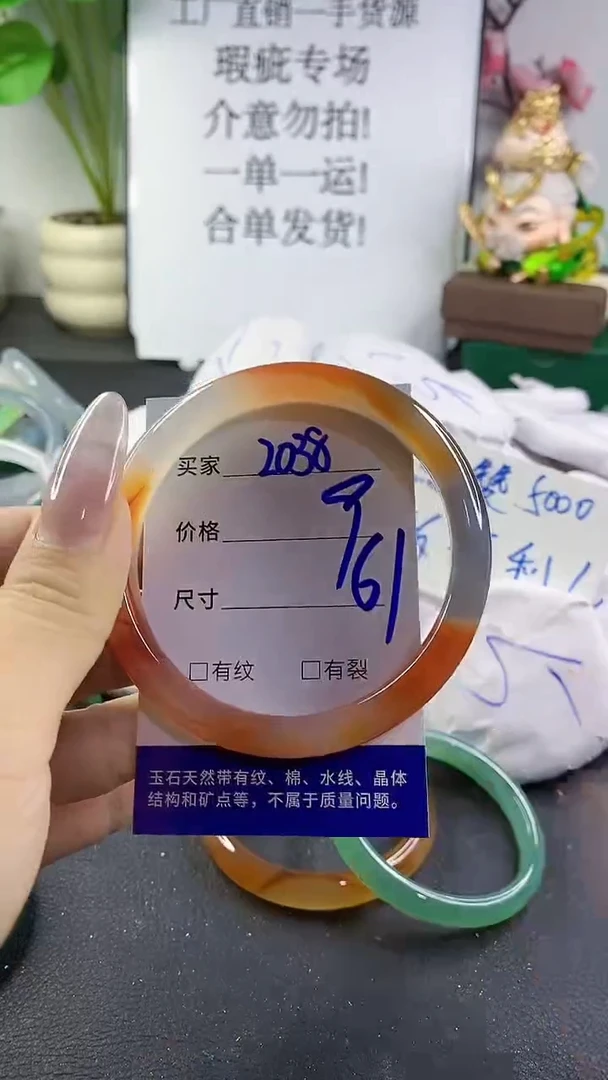 工厂直销一手货源
瑕疵专场
介意勿拍!
一单一运!
合单发货!
买家 2038
价格
尺寸 61
□有纹 □有裂
玉石天然带有纹、棉、水线、晶体
结构和矿点等，不属于质量问题。
5000
利